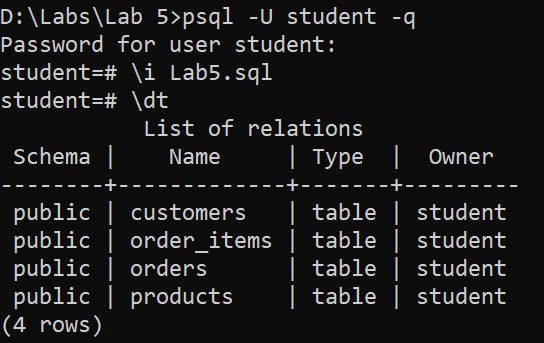 D:\Labs\Lab 5>psql -U student -q
Password for user student:
student=# \i Lab5.sql
student=# \dt
            List of relations
 Schema |    Name     | Type  |  Owner
--------+-------------+-------+---------
 public | customers   | table | student
 public | order_items | table | student
 public | orders      | table | student
 public | products    | table | student
(4 rows)